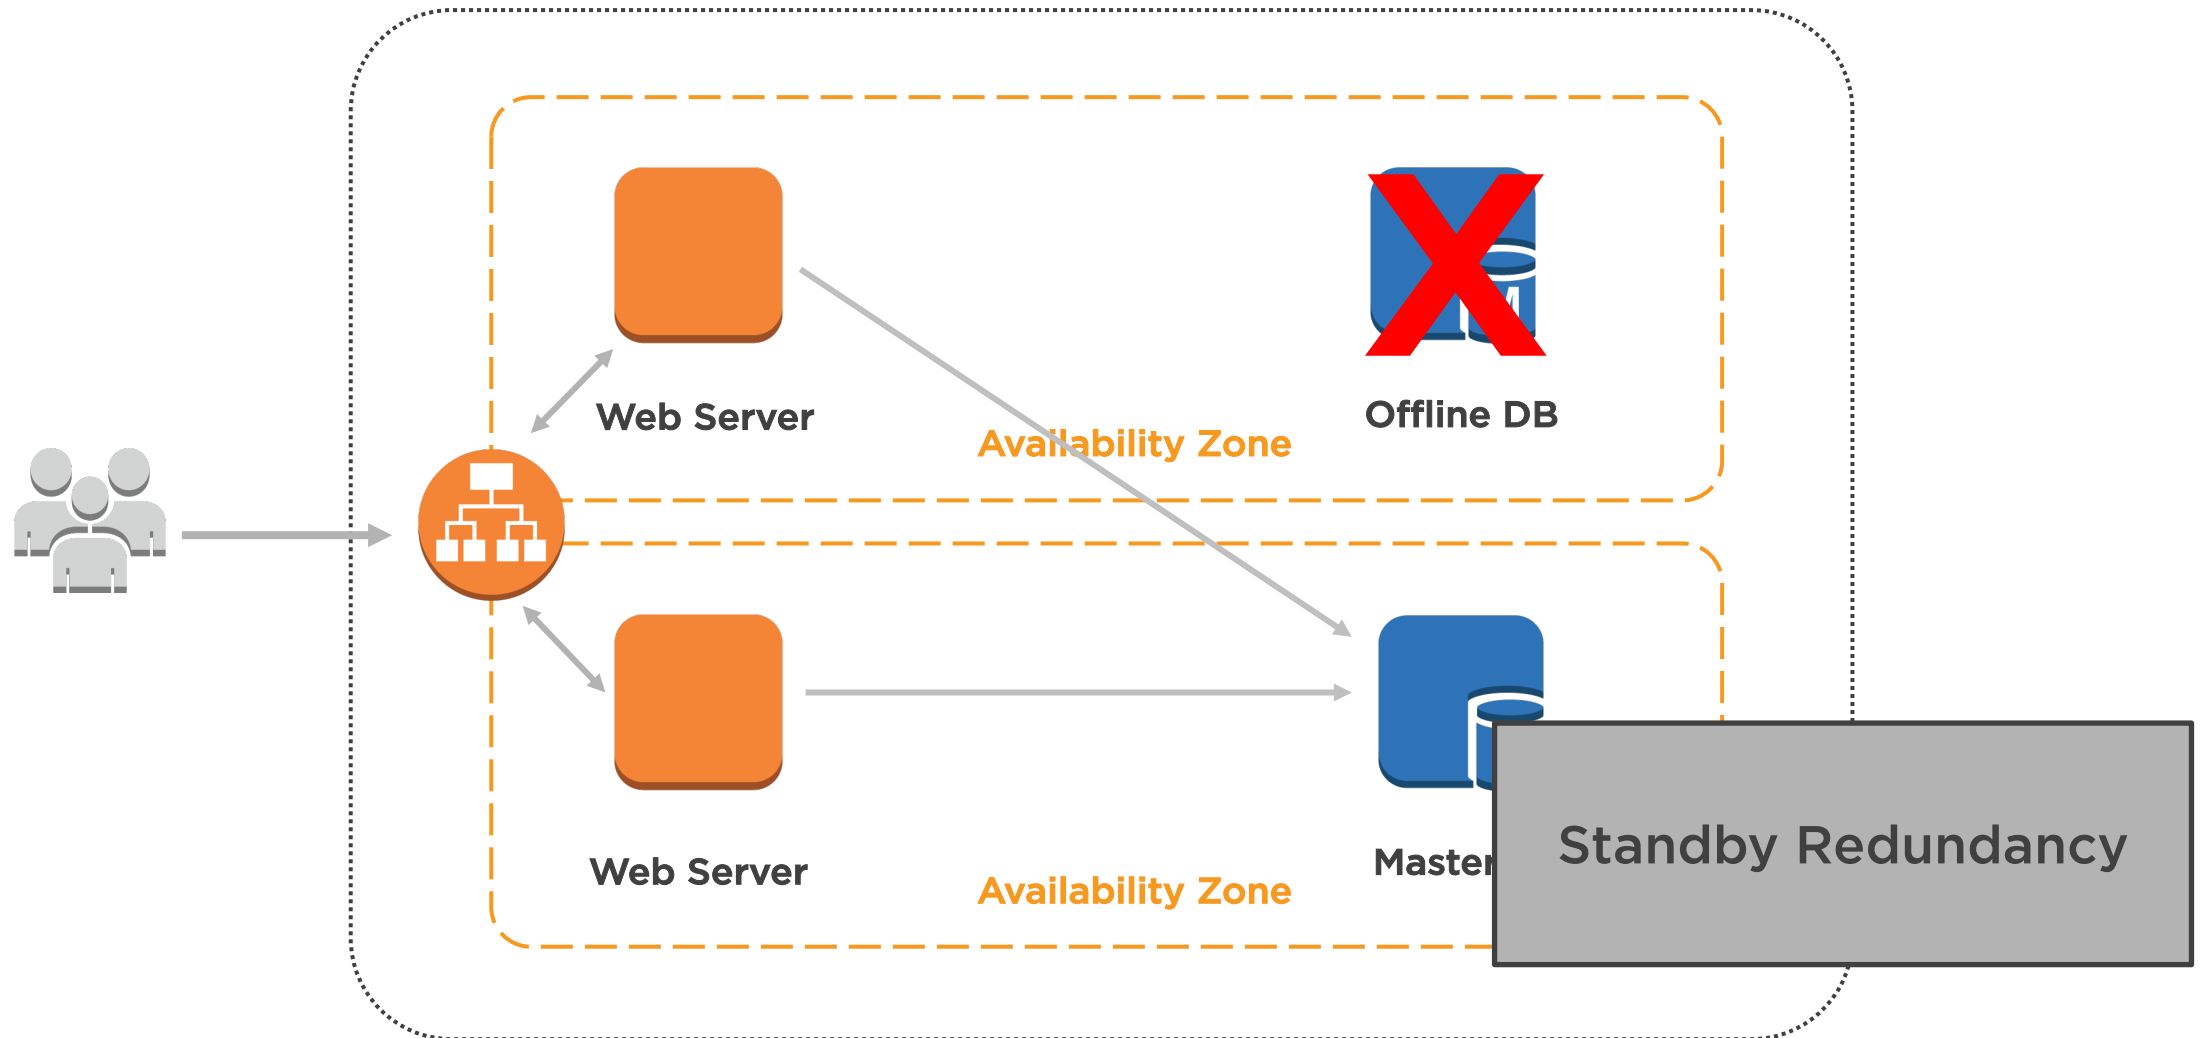 Web Server
Offline DB
Availability Zone
Web Server
Master
Availability Zone
Standby Redundancy